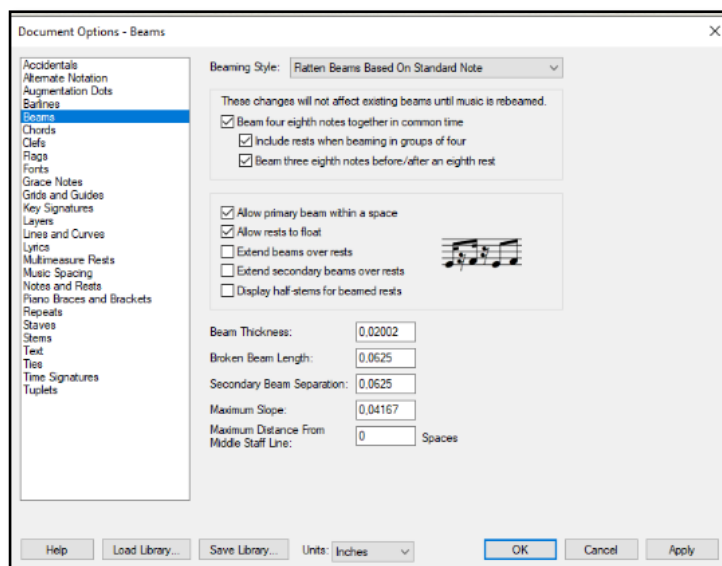 Document Options - Beams
Accidentals
Alternate Notation
Augmentation Dots
Barlines
Beams
Chords
Clefs
Flags
Fonts
Grace Notes
Grids and Guides
Key Signatures
Layers
Lines and Curves
Lyrics
Multimeasure Rests
Music Spacing
Notes and Rests
Piano Braces and Brackets
Repeats
Staves
Stems
Text
Ties
Time Signatures
Tuplets
Beaming Style: Flatten Beams Based On Standard Note
These changes will not affect existing beams until music is rebeamed.
Beam four eighth notes together in common time
Include rests when beaming in groups of four
Beam three eighth notes before/after an eighth rest
Allow primary beam within a space
Allow rests to float
Extend beams over rests
Extend secondary beams over rests
Display half-stems for beamed rests
Beam Thickness: 0,02002
Broken Beam Length: 0,0625
Secondary Beam Separation: 0,0625
Maximum Slope: 0,04167
Maximum Distance From
Middle Staff Line: 0 Spaces
Help Load Library... Save Library... Units: Inches OK Cancel Apply